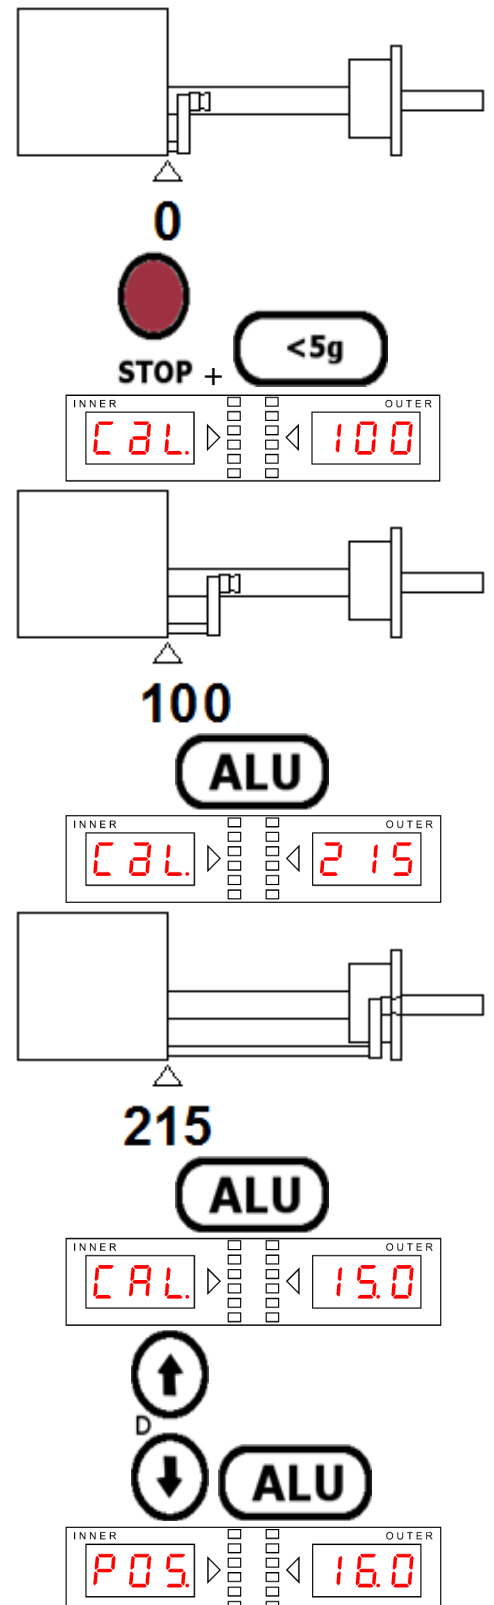 0
<5g
STOP +
INNER OUTER
CaL. 100
100
ALU
INNER OUTER
CaL. 215
215
ALU
INNER OUTER
CAL. 15.0
D
ALU
INNER OUTER
POS. 16.0